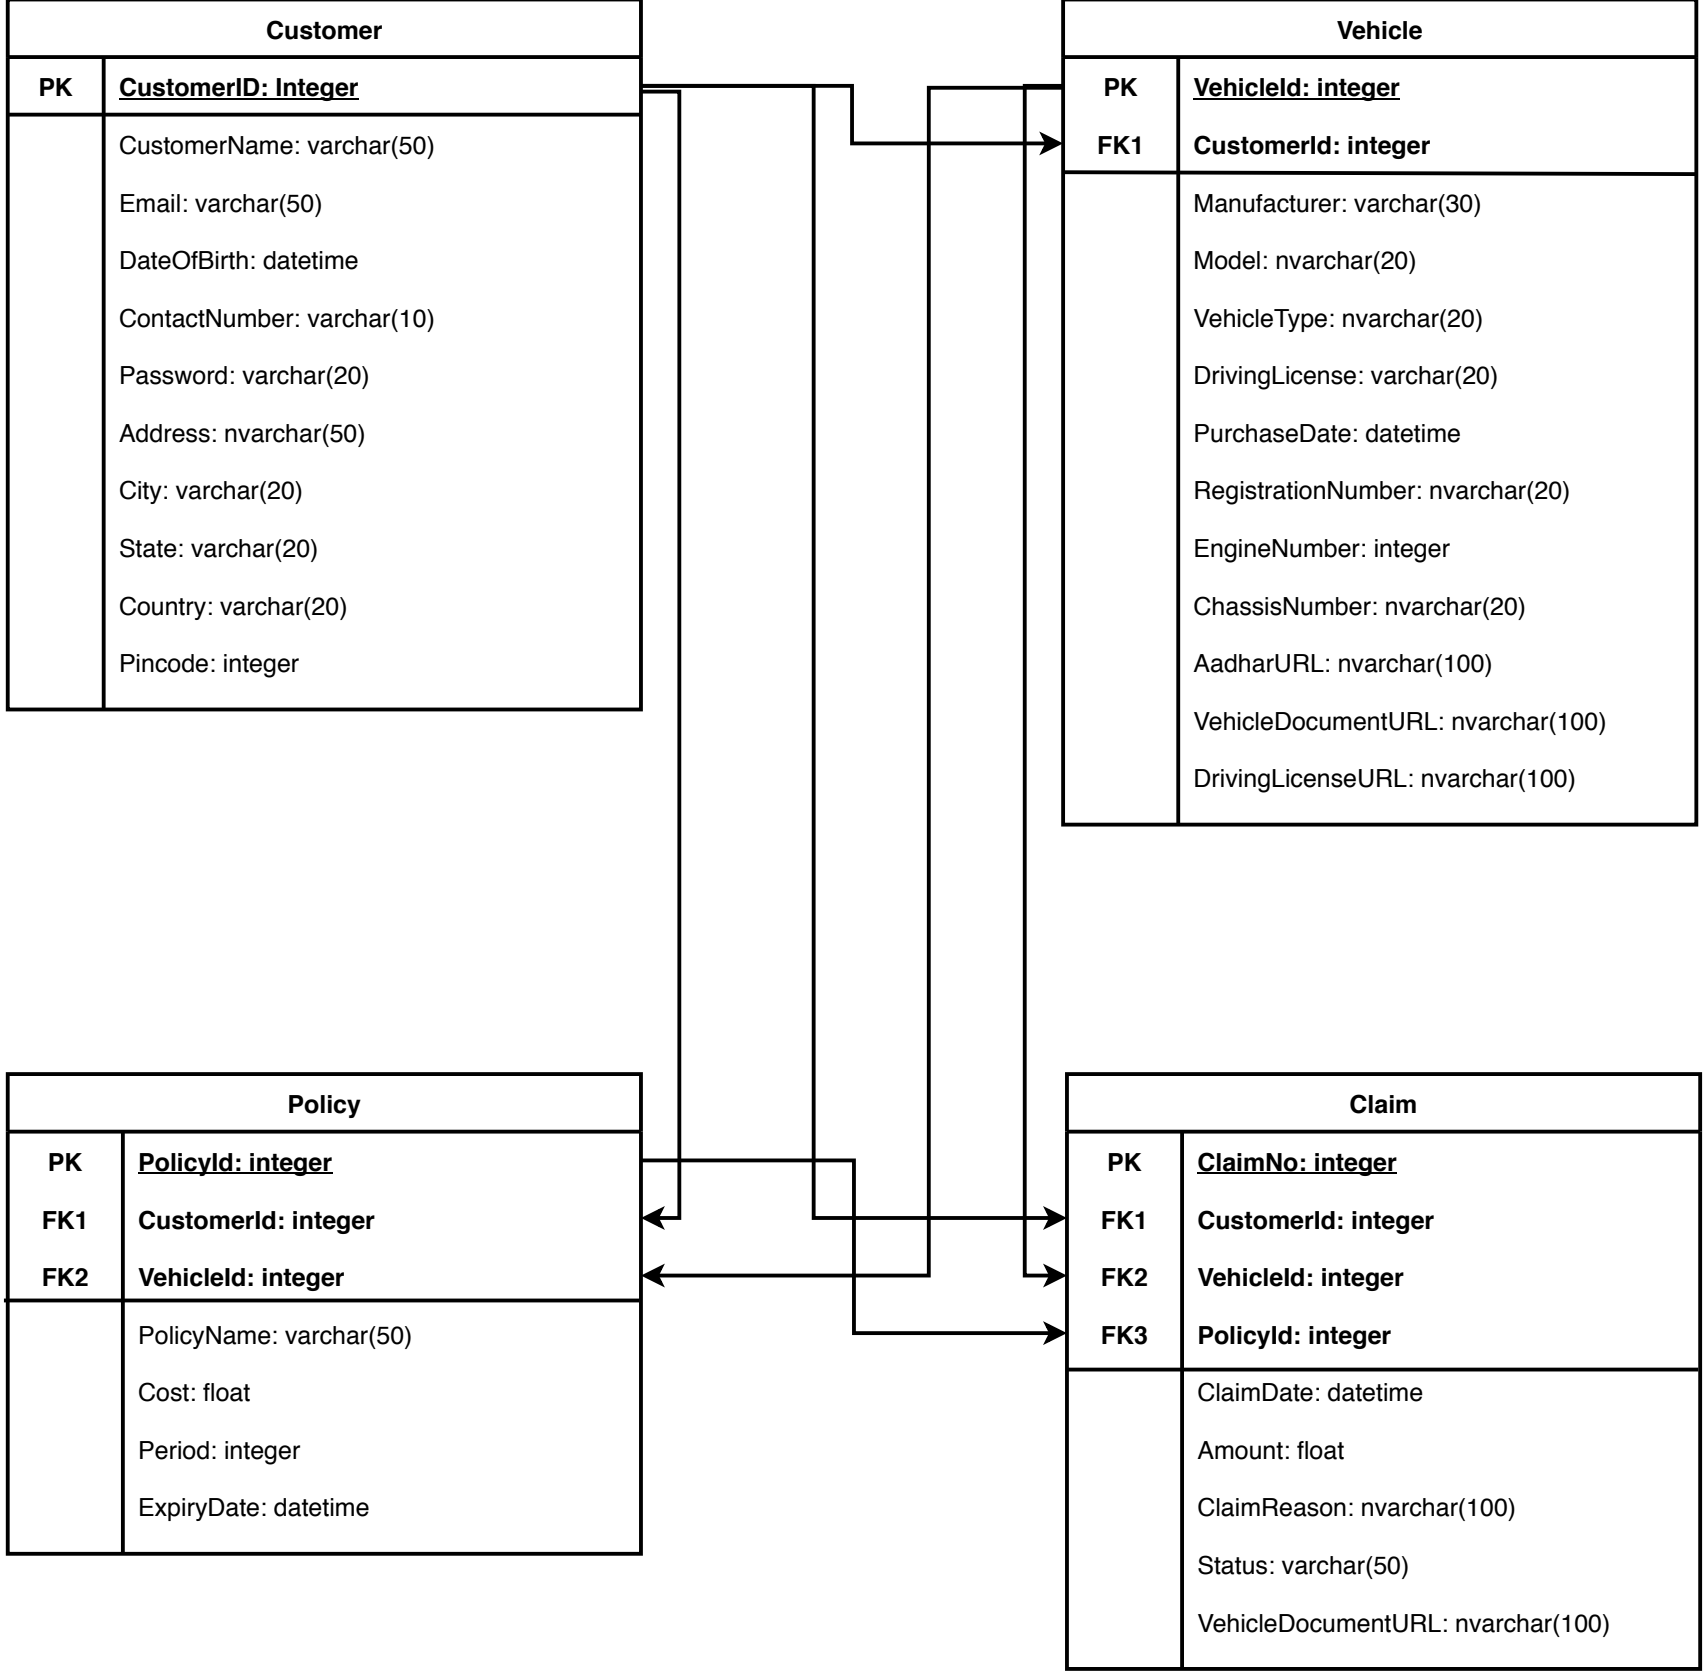 Customer
PK CustomerID: Integer
CustomerName: varchar(50)
Email: varchar(50)
DateOfBirth: datetime
ContactNumber: varchar(10)
Password: varchar(20)
Address: nvarchar(50)
City: varchar(20)
State: varchar(20)
Country: varchar(20)
Pincode: integer
Vehicle
PK VehicleId: integer
FK1 CustomerId: integer
Manufacturer: varchar(30)
Model: nvarchar(20)
VehicleType: nvarchar(20)
DrivingLicense: varchar(20)
PurchaseDate: datetime
RegistrationNumber: nvarchar(20)
EngineNumber: integer
ChassisNumber: nvarchar(20)
AadharURL: nvarchar(100)
VehicleDocumentURL: nvarchar(100)
DrivingLicenseURL: nvarchar(100)
Policy
PK PolicyId: integer
FK1 CustomerId: integer
FK2 VehicleId: integer
PolicyName: varchar(50)
Cost: float
Period: integer
ExpiryDate: datetime
Claim
PK ClaimNo: integer
FK1 CustomerId: integer
FK2 VehicleId: integer
FK3 PolicyId: integer
ClaimDate: datetime
Amount: float
ClaimReason: nvarchar(100)
Status: varchar(50)
VehicleDocumentURL: nvarchar(100)